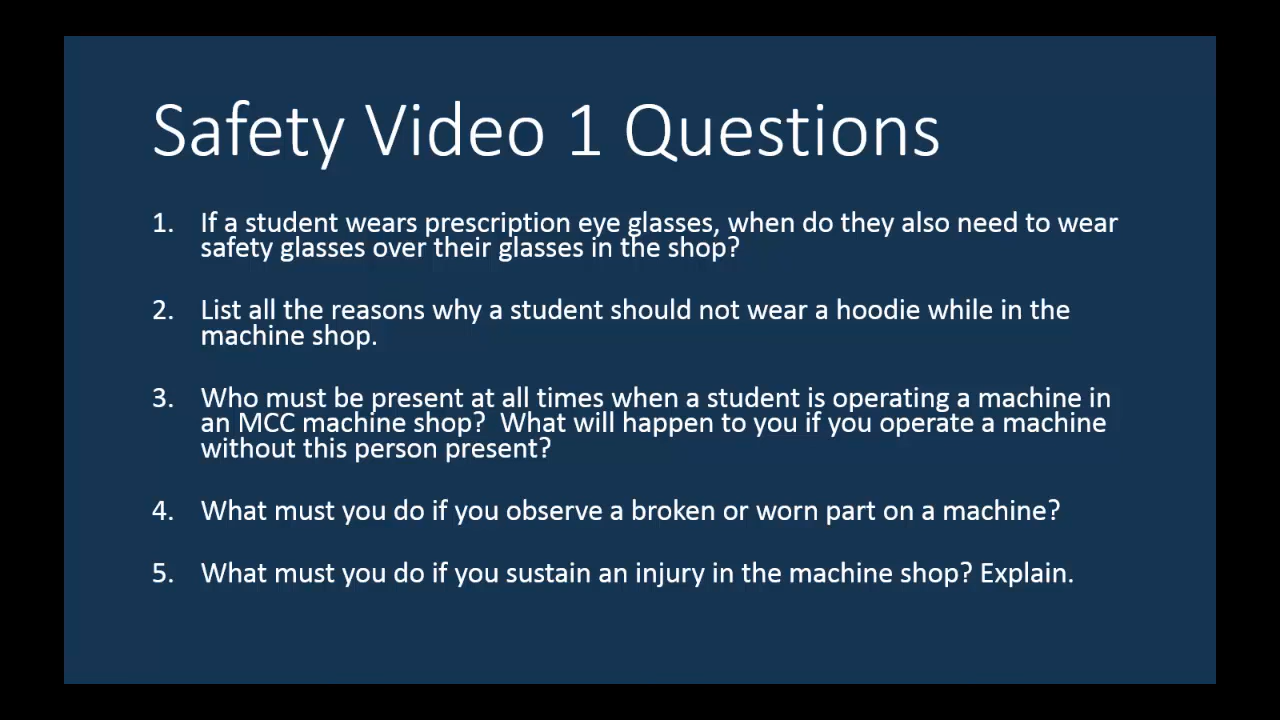 Safety Video 1 Questions
1. If a student wears prescription eye glasses, when do they also need to wear
safety glasses over their glasses in the shop?
2. List all the reasons why a student should not wear a hoodie while in the
machine shop.
3. Who must be present at all times when a student is operating a machine in
an MCC machine shop?  What will happen to you if you operate a machine
without this person present?
4. What must you do if you observe a broken or worn part on a machine?
5. What must you do if you sustain an injury in the machine shop? Explain.